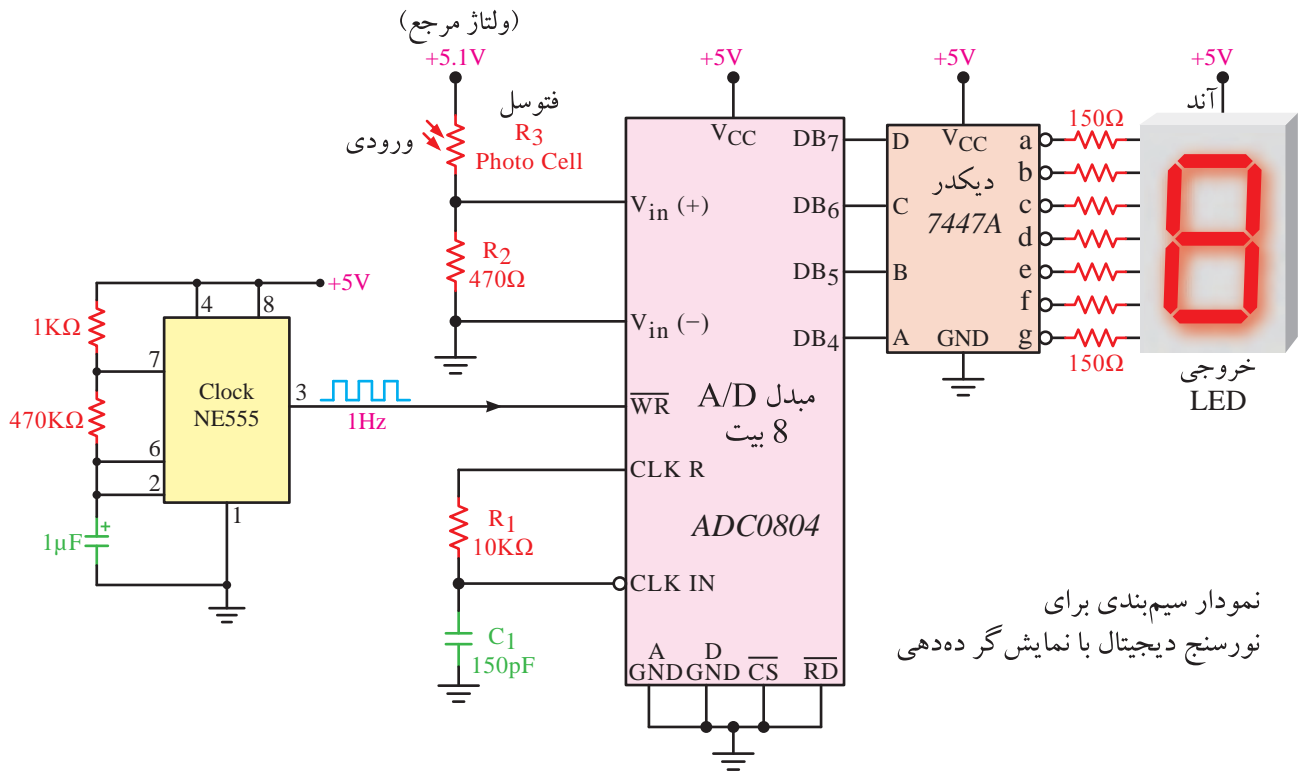 (ولتاژ مرجع)
+5.1V
فتوسل
R3
Photo Cell
ورودی
R2
470Ω
+5V
4
8
1KΩ
7
470KΩ
6
2
1µF
+
1
Clock
NE555
3
1Hz
R1
10KΩ
C1
150pF
+5V
VCC
Vin (+)
Vin (−)
WR
CLK R
CLK IN
A
GND
D
GND
CS
RD
DB7
DB6
DB5
DB4
مبدل A/D
8 بیت
ADC0804
+5V
VCC
دیکدر
7447A
D
C
B
A
GND
a
b
c
d
e
f
g
150Ω
150Ω
+5V
آند
8
خروجی
LED
نمودار سیم‌بندی برای
نورسنج دیجیتال با نمایش‌گر ده‌دهی